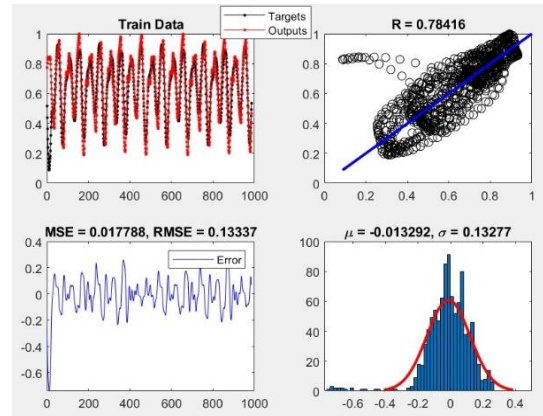 Train Data
Targets
Outputs
R = 0.78416
1
0.8
0.6
0.4
0.2
0
0 200 400 600 800 1000
1
0.8
0.6
0.4
0.2
0
0 0.2 0.4 0.6 0.8 1
MSE = 0.017788, RMSE = 0.13337
Error
0.4
0.2
0
-0.2
-0.4
-0.6
0 200 400 600 800 1000
μ = -0.013292, σ = 0.13277
100
80
60
40
20
0
-0.6 -0.4 -0.2 0 0.2 0.4